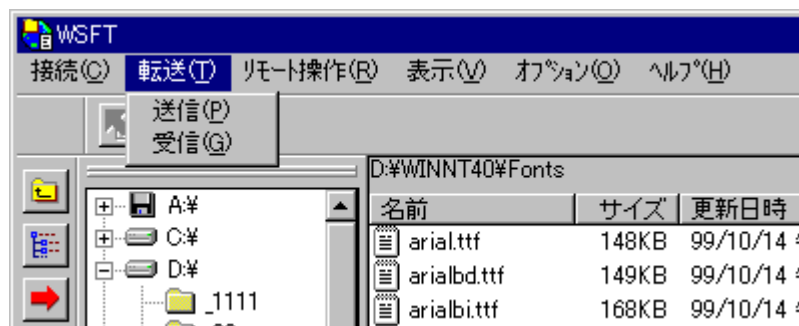 WSFT
接続(C) 転送(T) ﾘﾓｰﾄ操作(R) 表示(V) ｵﾌﾟｼｮﾝ(O) ﾍﾙﾌﾟ(H)
送信(P)
受信(G)
D:¥WINNT40¥Fonts
A:¥
C:¥
D:¥
_1111
名前 サイズ 更新日時
arial.ttf 148KB 99/10/14
arialbd.ttf 149KB 99/10/14
arialbi.ttf 168KB 99/10/14